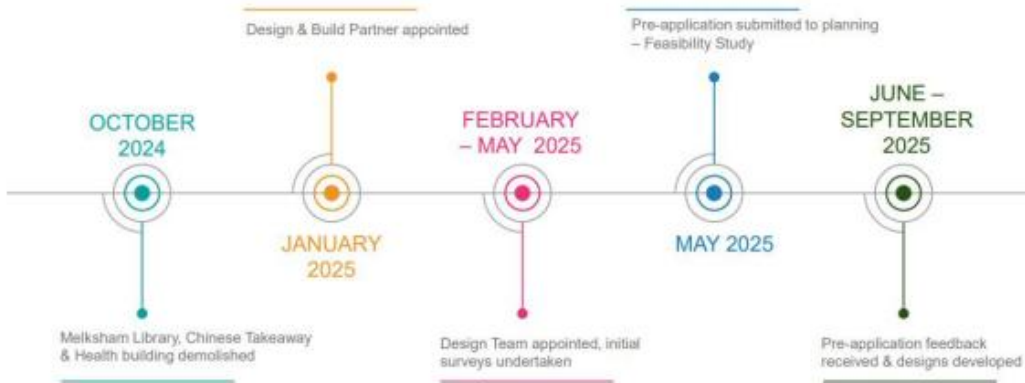 Design & Build Partner appointed
Pre-application submitted to planning
– Feasibility Study
OCTOBER
2024
FEBRUARY
– MAY 2025
JUNE –
SEPTEMBER
2025
JANUARY
2025
MAY 2025
Melksham Library, Chinese Takeaway
& Health building demolished
Design Team appointed, initial
surveys undertaken
Pre-application feedback
received & designs developed